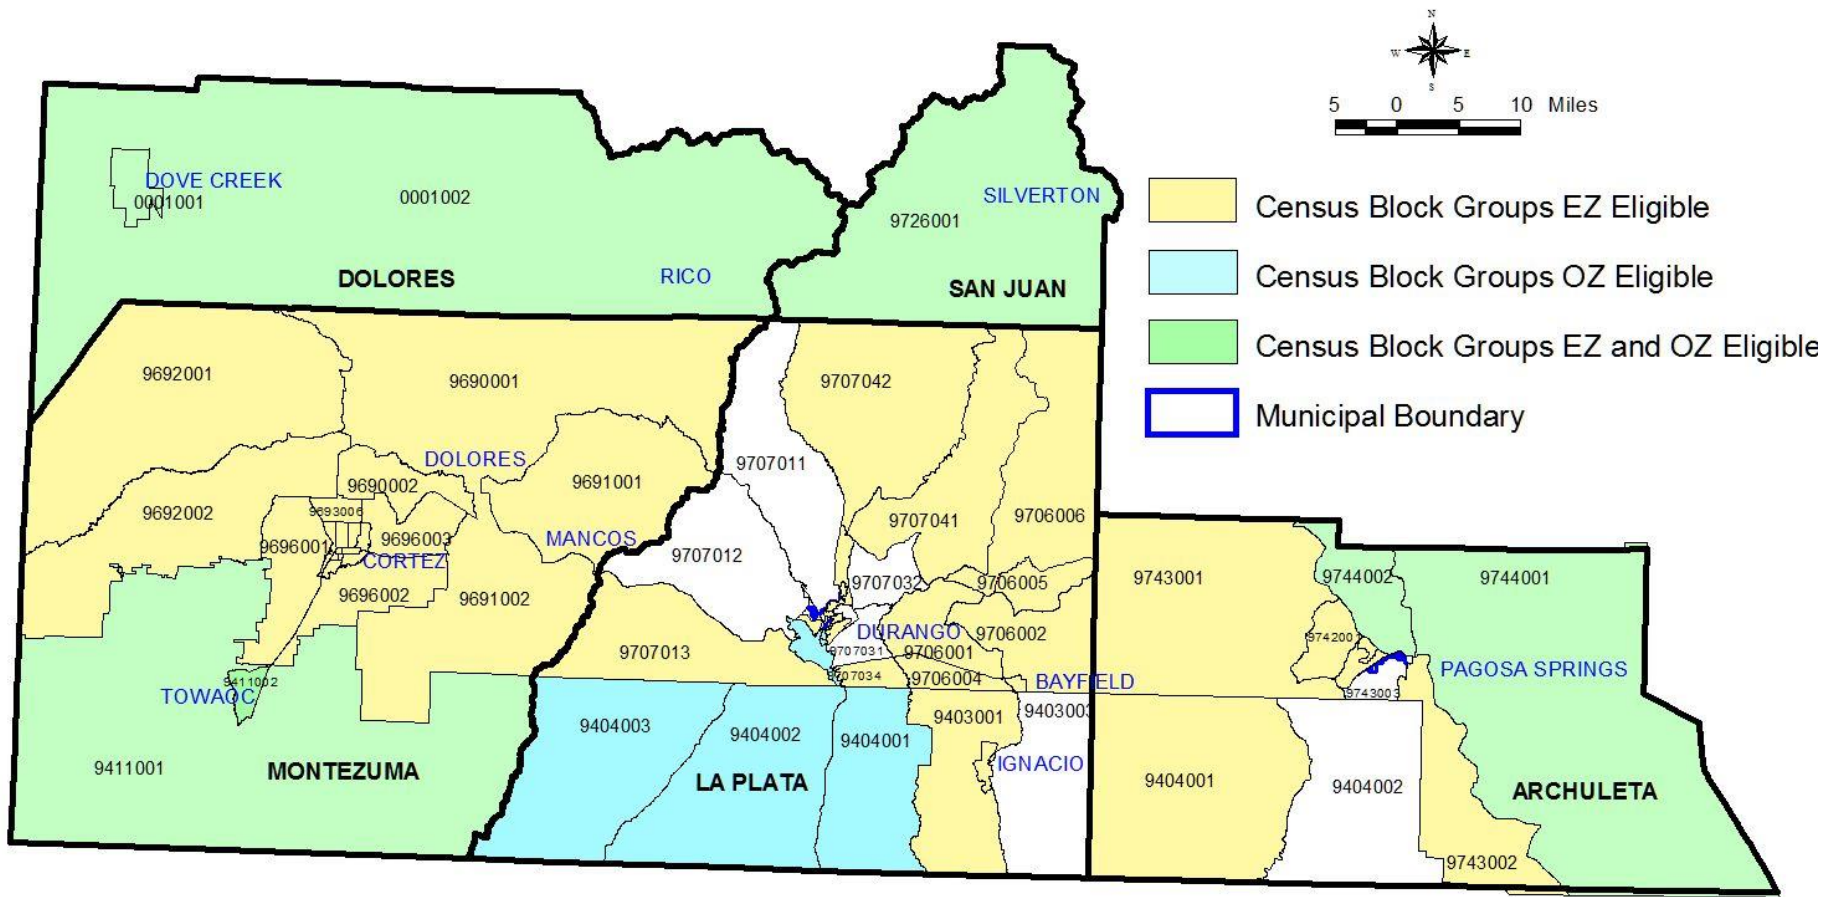 N
W E
S
5 0 5 10 Miles
Census Block Groups EZ Eligible
Census Block Groups OZ Eligible
Census Block Groups EZ and OZ Eligible
Municipal Boundary
DOVE CREEK
0001001
0001002
DOLORES
RICO
SILVERTON
9726001
SAN JUAN
9692001
9690001
DOLORES
9690002
9691001
9692002
9693006
9696001
9696003
CORTEZ
MANCOS
9696002
9691002
9411002
TOWAOC
9411001
MONTEZUMA
9707042
9707011
9707041
9706006
9707012
9707032
9706005
DURANGO
9706002
9707031
9706001
9707013
9707034
9706004
BAYFIELD
9404003
9404002
9404001
9403001
9403003
IGNACIO
LA PLATA
9743001
9744002
9744001
974200
PAGOSA SPRINGS
9743003
9404001
9404002
ARCHULETA
9743002